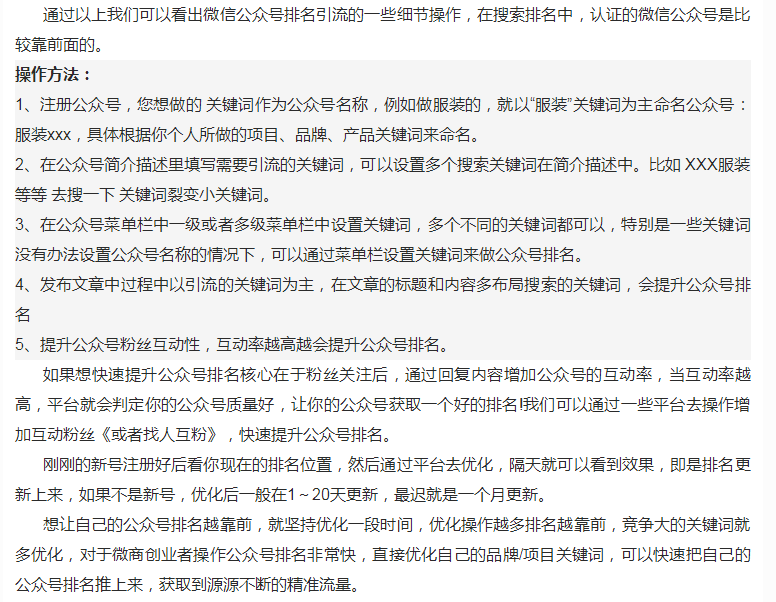 通过以上我们可以看出微信公众号排名引流的一些细节操作，在搜索排名中，认证的微信公众号是比
较靠前面的。
操作方法：
1、注册公众号，您想做的 关键词作为公众号名称，例如做服装的，就以“服装”关键词为主命名公众号：
服装xxx，具体根据你个人所做的项目、品牌、产品关键词来命名。
2、在公众号简介描述里填写需要引流的关键词，可以设置多个搜索关键词在简介描述中。比如 XXX服装
等等 去搜一下 关键词裂变小关键词。
3、在公众号菜单栏中一级或者多级菜单栏中设置关键词，多个不同的关键词都可以，特别是一些关键词
没有办法设置公众号名称的情况下，可以通过菜单栏设置关键词来做公众号排名。
4、发布文章中过程中以引流的关键词为主，在文章的标题和内容多布局搜索的关键词，会提升公众号排
名
5、提升公众号粉丝互动性，互动率越高越会提升公众号排名。
如果想快速提升公众号排名核心在于粉丝关注后，通过回复内容增加公众号的互动率，当互动率越
高，平台就会判定你的公众号质量好，让你的公众号获取一个好的排名!我们可以通过一些平台去操作增
加互动粉丝《或者找人互粉》，快速提升公众号排名。
刚刚的新号注册好后看你现在的排名位置，然后通过平台去优化，隔天就可以看到效果，即是排名更
新上来，如果不是新号，优化后一般在1～20天更新，最迟就是一个月更新。
想让自己的公众号排名越靠前，就坚持优化一段时间，优化操作越多排名越靠前，竞争大的关键词就
多优化，对于微商创业者操作公众号排名非常快，直接优化自己的品牌/项目关键词，可以快速把自己的
公众号排名推上来，获取到源源不断的精准流量。